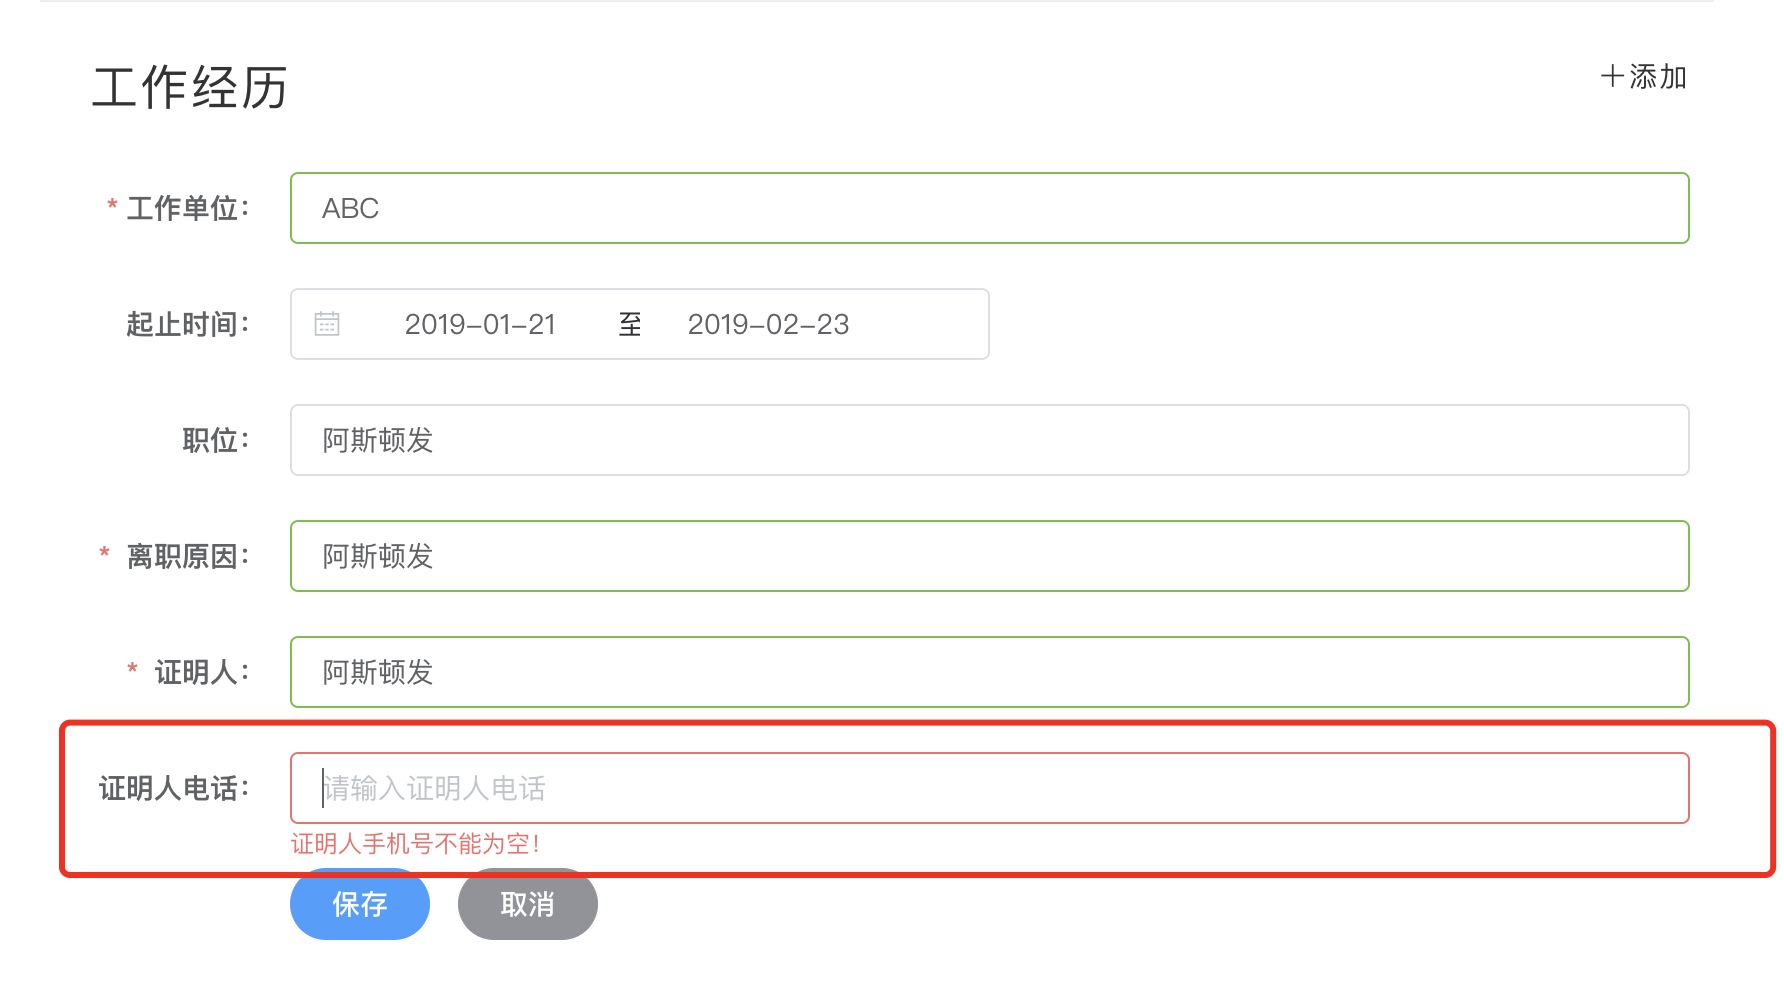 工作经历
＋添加
* 工作单位： ABC
起止时间： 2019-01-21 至 2019-02-23
职位： 阿斯顿发
* 离职原因： 阿斯顿发
* 证明人： 阿斯顿发
证明人电话： 请输入证明人电话
证明人手机号不能为空！
保存 取消